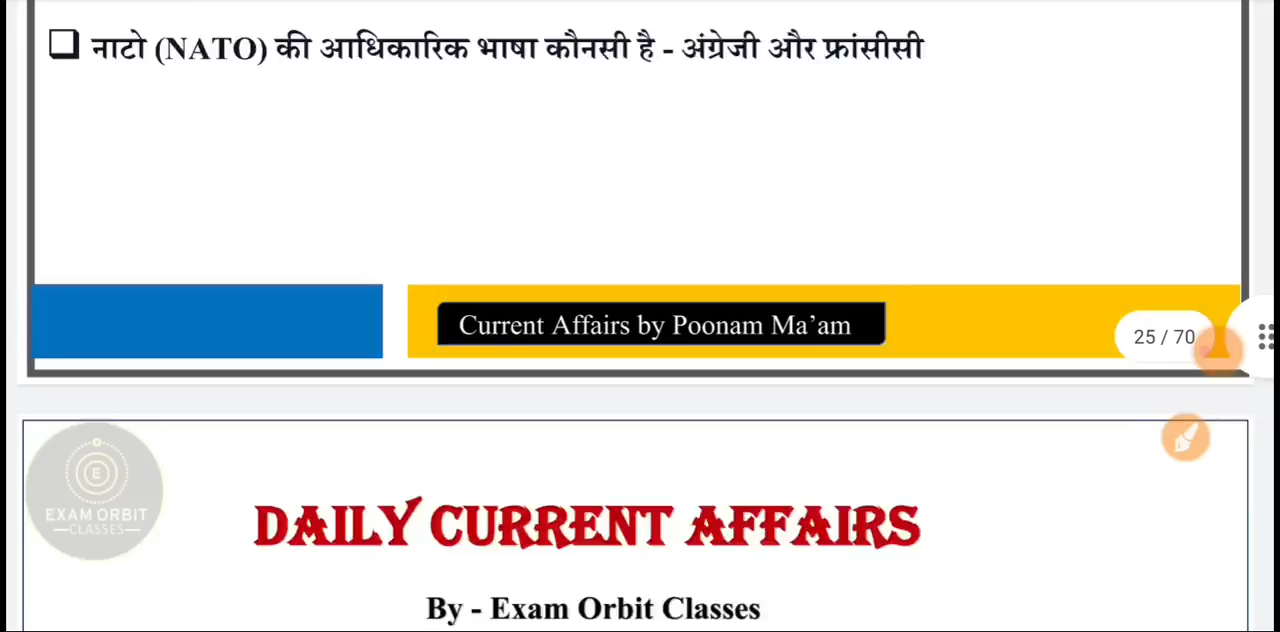 नाटो (NATO) की आधिकारिक भाषा कौनसी है - अंग्रेजी और फ्रांसीसी
Current Affairs by Poonam Ma’am
25 / 70
E
EXAM ORBIT
CLASSES
DAILY CURRENT AFFAIRS
By - Exam Orbit Classes